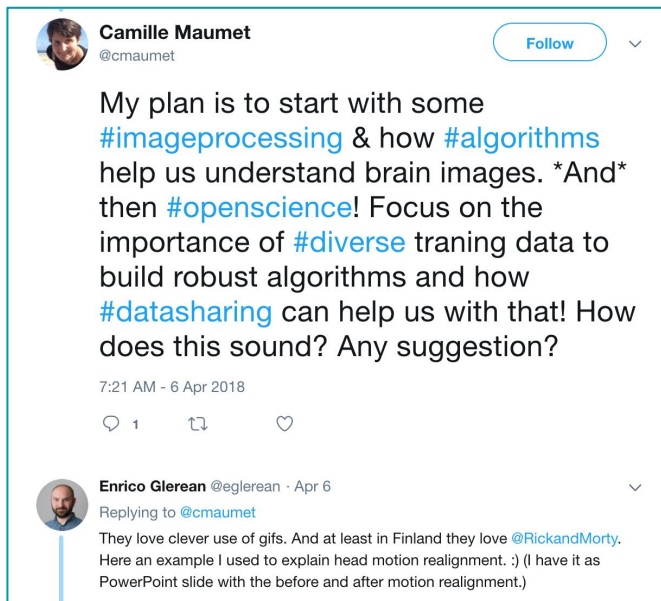 Camille Maumet
@cmaumet
Follow
My plan is to start with some
#imageprocessing & how #algorithms
help us understand brain images. *And*
then #openscience! Focus on the
importance of #diverse traning data to
build robust algorithms and how
#datasharing can help us with that! How
does this sound? Any suggestion?
7:21 AM - 6 Apr 2018
1
Enrico Glerean @eglerean · Apr 6
Replying to @cmaumet
They love clever use of gifs. And at least in Finland they love @RickandMorty.
Here an example I used to explain head motion realignment. :) (I have it as
PowerPoint slide with the before and after motion realignment.)